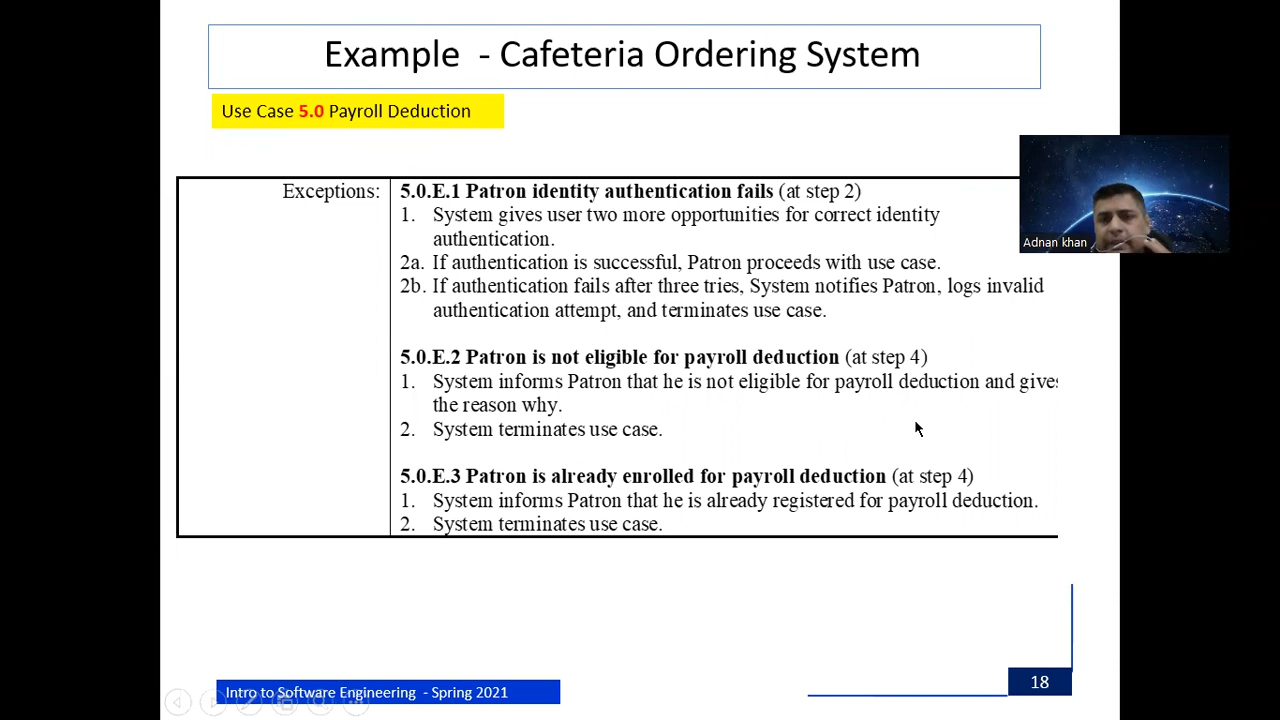 Example - Cafeteria Ordering System
Use Case 5.0 Payroll Deduction
Exceptions:
5.0.E.1 Patron identity authentication fails (at step 2)
1. System gives user two more opportunities for correct identity
authentication.
2a. If authentication is successful, Patron proceeds with use case.
2b. If authentication fails after three tries, System notifies Patron, logs invalid
authentication attempt, and terminates use case.
5.0.E.2 Patron is not eligible for payroll deduction (at step 4)
1. System informs Patron that he is not eligible for payroll deduction and gives
the reason why.
2. System terminates use case.
5.0.E.3 Patron is already enrolled for payroll deduction (at step 4)
1. System informs Patron that he is already registered for payroll deduction.
2. System terminates use case.
Adnan khan
Intro to Software Engineering - Spring 2021
18